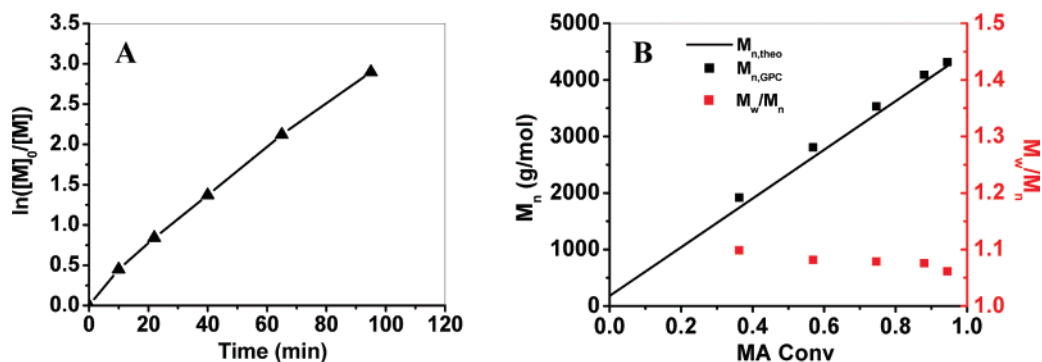 A
ln([M]0/[M])
3.5
3.0
2.5
2.0
1.5
1.0
0.5
0.0
0 20 40 60 80 100 120
Time (min)
B
Mn (g/mol)
5000
4000
3000
2000
1000
0
Mn,theo
Mn,GPC
Mw/Mn
1.5
1.4
1.3
1.2
1.1
1.0
Mw/Mn
0.0 0.2 0.4 0.6 0.8 1.0
MA Conv